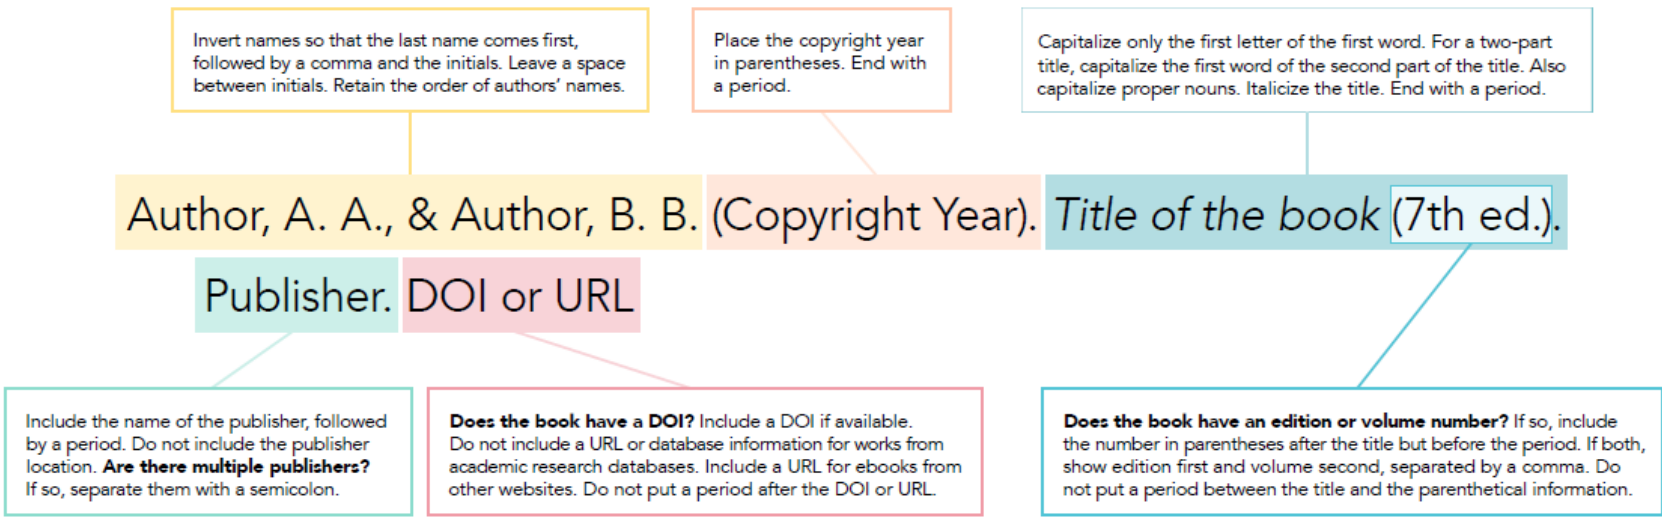 Invert names so that the last name comes first,
followed by a comma and the initials. Leave a space
between initials. Retain the order of authors’ names.
Place the copyright year
in parentheses. End with
a period.
Capitalize only the first letter of the first word. For a two-part
title, capitalize the first word of the second part of the title. Also
capitalize proper nouns. Italicize the title. End with a period.
Author, A. A., & Author, B. B. (Copyright Year). Title of the book (7th ed.).
Publisher. DOI or URL
Include the name of the publisher, followed
by a period. Do not include the publisher
location. Are there multiple publishers?
If so, separate them with a semicolon.
Does the book have a DOI? Include a DOI if available.
Do not include a URL or database information for works from
academic research databases. Include a URL for ebooks from
other websites. Do not put a period after the DOI or URL.
Does the book have an edition or volume number? If so, include
the number in parentheses after the title but before the period. If both,
show edition first and volume second, separated by a comma. Do
not put a period between the title and the parenthetical information.